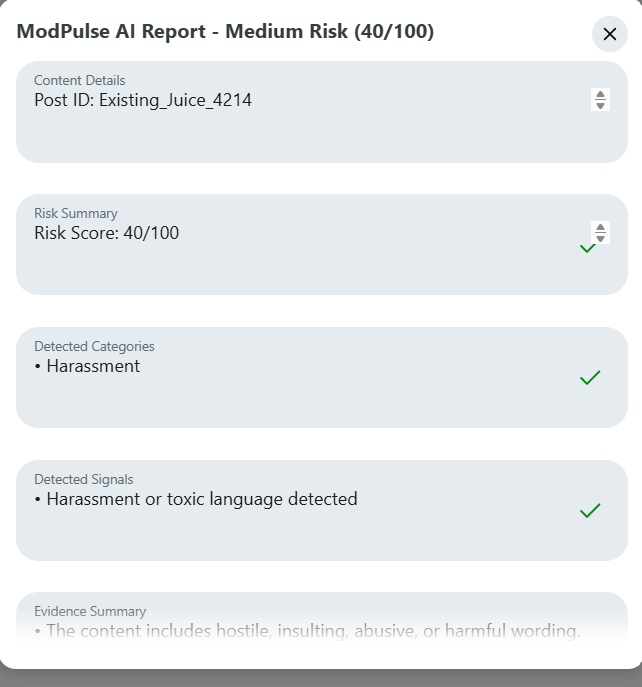 ModPulse AI Report - Medium Risk (40/100)
Content Details
Post ID: Existing_Juice_4214
Risk Summary
Risk Score: 40/100
Detected Categories
• Harassment
Detected Signals
• Harassment or toxic language detected
Evidence Summary
• The content includes hostile, insulting, abusive, or harmful wording.